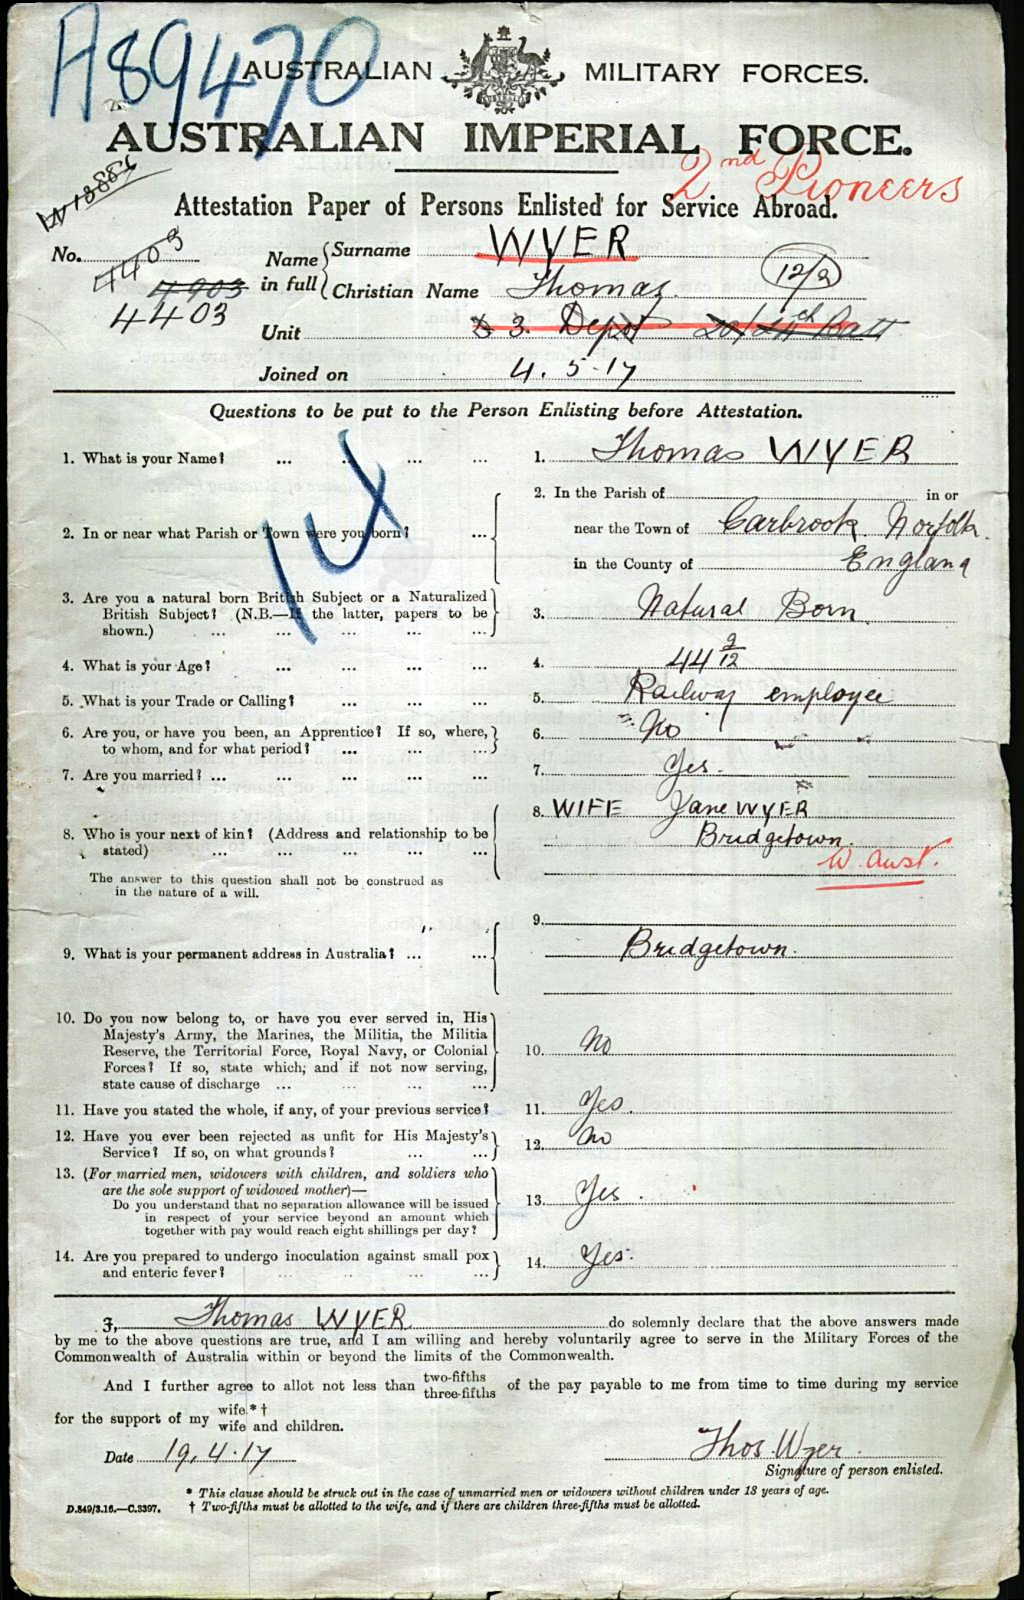 A89470
AUSTRALIAN MILITARY FORCES.
AUSTRALIAN IMPERIAL FORCE.
2nd Pioneers
W13886
Attestation Paper of Persons Enlisted for Service Abroad.
No. 4403
4903
4403
Name in full { Surname WYER
Christian Name Thomas. 12/2
Unit 3. Depot Batt
Joined on 4.5.17
Questions to be put to the Person Enlisting before Attestation.
1. What is your Name? ... ... ... ... 1. Thomas WYER
2. In or near what Parish or Town were you born? ... 2. In the Parish of in or
near the Town of Carbrook Norfolk.
in the County of England
3. Are you a natural born British Subject or a Naturalized
British Subject? (N.B.—If the latter, papers to be
shown.) ... ... ... ... ... 3. Natural Born
4. What is your Age? ... ... ... ... 4. 44 9/12
5. What is your Trade or Calling? ... ... ... 5. Railway employee
6. Are you, or have you been, an Apprentice? If so, where,
to whom, and for what period? ... ... ... 6. No
7. Are you married? ... ... ... ... ... 7. Yes.
8. Who is your next of kin? (Address and relationship to be
stated) ... ... ... ... ...
8. WIFE Jane WYER
Bridgetown.
W. Aust.
The answer to this question shall not be construed as
in the nature of a will.
9. What is your permanent address in Australia? ... ... 9. Bridgetown.
10. Do you now belong to, or have you ever served in, His
Majesty's Army, the Marines, the Militia, the Militia
Reserve, the Territorial Force, Royal Navy, or Colonial
Forces? If so, state which, and if not now serving,
state cause of discharge ... ... ... ... 10. No
11. Have you stated the whole, if any, of your previous service? 11. Yes.
12. Have you ever been rejected as unfit for His Majesty's
Service? If so, on what grounds? ... ... 12. No
13. (For married men, widowers with children, and soldiers who
are the sole support of widowed mother)—
Do you understand that no separation allowance will be issued
in respect of your service beyond an amount which
together with pay would reach eight shillings per day? 13. Yes.
14. Are you prepared to undergo inoculation against small pox
and enteric fever? ... ... ... ... 14. Yes.
I, Thomas WYER do solemnly declare that the above answers made
by me to the above questions are true, and I am willing and hereby voluntarily agree to serve in the Military Forces of the
Commonwealth of Australia within or beyond the limits of the Commonwealth.
And I further agree to allot not less than two-fifths three-fifths of the pay payable to me from time to time during my service
for the support of my wife.*† wife and children.
Date 19.4.17 Thos. Wyer.
Signature of person enlisted.
* This clause should be struck out in the case of unmarried men or widowers without children under 18 years of age.
D.849/3.16.—C.3397. † Two-fifths must be allotted to the wife, and if there are children three-fifths must be allotted.